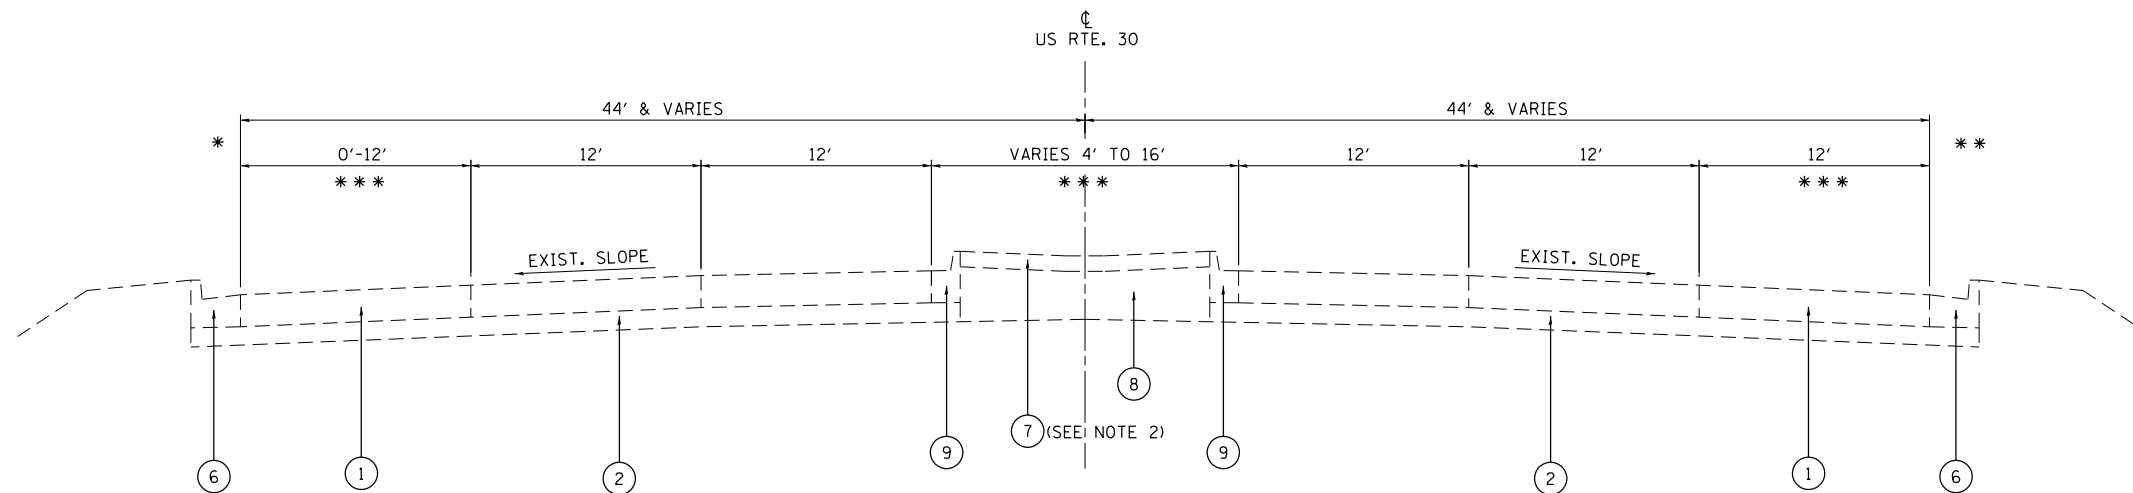 ℄
US RTE. 30
44' & VARIES 44' & VARIES
* **
0'-12' 12' 12' VARIES 4' TO 16' 12' 12' 12'
*** *** ***
EXIST. SLOPE EXIST. SLOPE
8
7 (SEE NOTE 2)
9 9
6 1 2 2 1 6